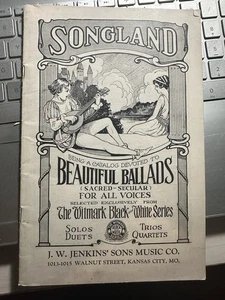 SONGLAND
BEING A CATALOG DEVOTED TO
BEAUTIFUL BALLADS
(SACRED - SECULAR)
FOR ALL VOICES
SELECTED EXCLUSIVELY FROM
The Witmark Black and White Series
SOLOS TRIOS
DUETS QUARTETS
J. W. JENKINS' SONS MUSIC CO.
1013-1015 WALNUT STREET, KANSAS CITY, MO.